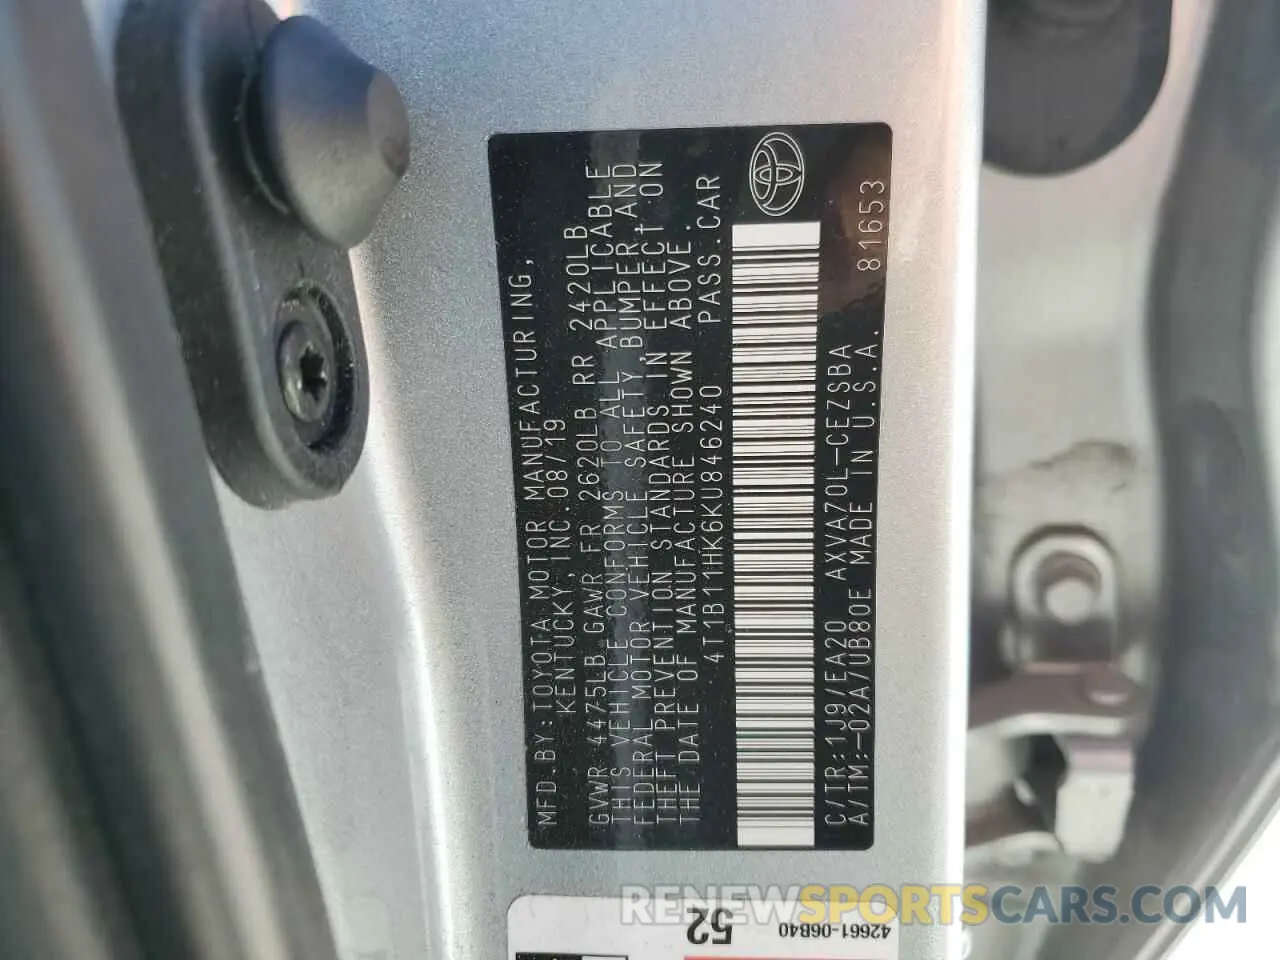 MFD.BY:TOYOTA MOTOR MANUFACTURING,
KENTUCKY,INC.08/19
GVWR 4475LB GAWR FR 2620LB RR 2420LB
THIS VEHICLE CONFORMS TO ALL APPLICABLE
FEDERAL MOTOR VEHICLE SAFETY,BUMPER,AND
THEFT PREVENTION STANDARDS IN EFFECT ON
THE DATE OF MANUFACTURE SHOWN ABOVE.
4T1B11HK6KU846240 PASS.CAR
C/TR:1J9/EA20 AXVA70L-CEZSBA 81653
A/TM:-02A/UB80E MADE IN U.S.A.
52
42661-06B40
RENEWSPORTSCARS.COM